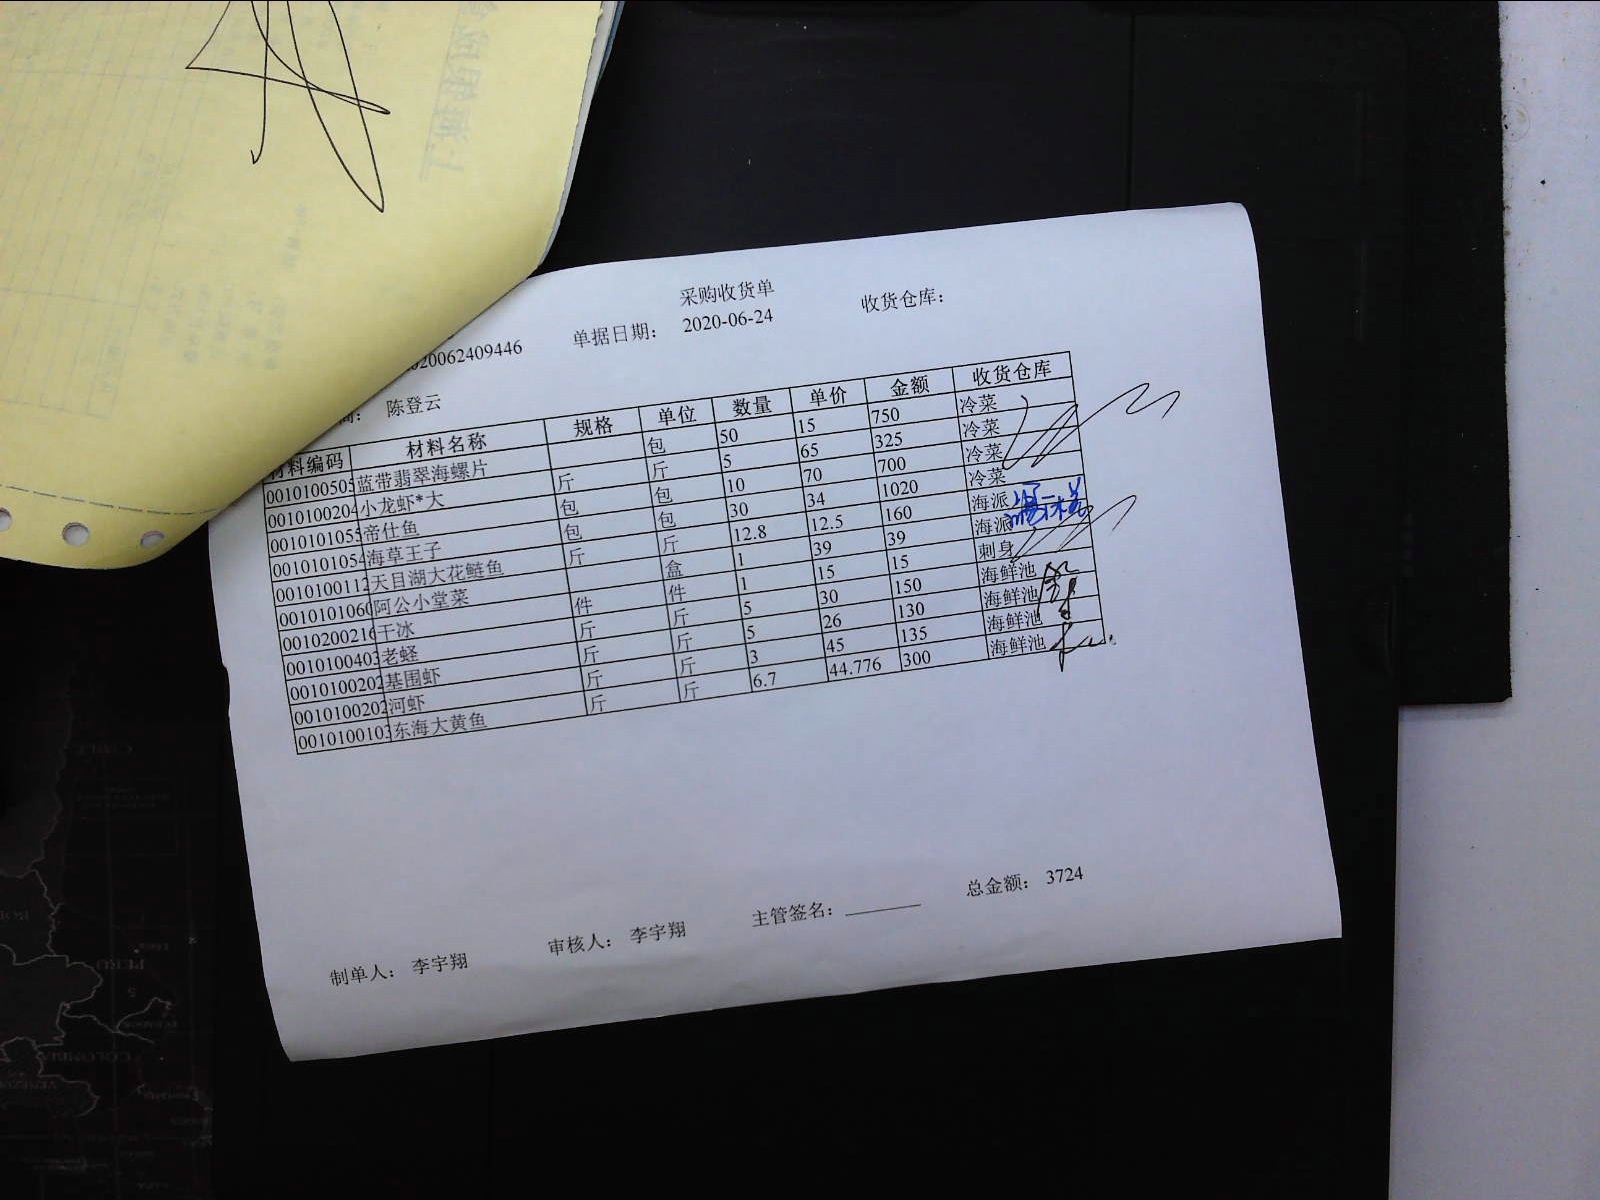 采购收货单
20062409446 单据日期： 2020-06-24 收货仓库：
陈登云
材料编码 材料名称 规格 单位 数量 单价 金额 收货仓库
0010100505 蓝带翡翠海螺片 包 50 15 750 冷菜
0010100204 小龙虾*大 斤 斤 5 65 325 冷菜
0010101055 帝仕鱼 包 包 10 70 700 冷菜
0010101054 海草王子 包 包 30 34 1020 冷菜
0010100112 天目湖大花鲢鱼 斤 斤 12.8 12.5 160 海派
0010101060 阿公小堂菜 盒 1 39 39 海派
0010200216 干冰 件 件 1 15 15 刺身
0010100403 老蛏 斤 斤 5 30 150 海鲜池
0010100202 基围虾 斤 斤 5 26 130 海鲜池
0010100202 河虾 斤 斤 3 45 135 海鲜池
0010100103 东海大黄鱼 斤 斤 6.7 44.776 300 海鲜池
制单人： 李宇翔 审核人： 李宇翔 主管签名： 总金额： 3724